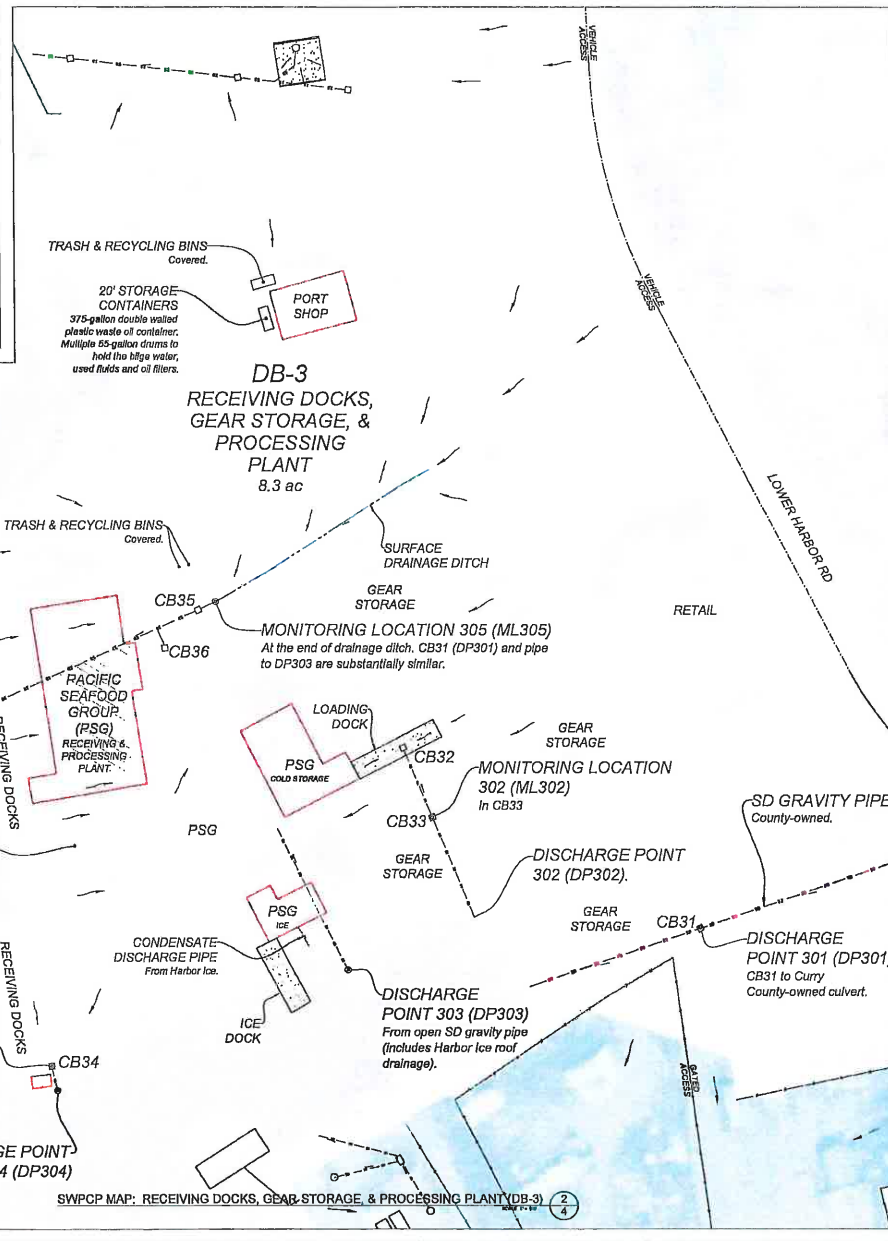 VEHICLE
ACCESS
TRASH & RECYCLING BINS
Covered.
20' STORAGE
CONTAINERS
375-gallon double walled
plastic waste oil container.
Multiple 55-gallon drums to
hold the bilge water,
used fluids and oil filters.
PORT
SHOP
VEHICLE
ACCESS
DB-3
RECEIVING DOCKS,
GEAR STORAGE, &
PROCESSING
PLANT
8.3 ac
LOWER HARBOR RD
TRASH & RECYCLING BINS
Covered.
SURFACE
DRAINAGE DITCH
GEAR
STORAGE
RETAIL
CB35
CB36
MONITORING LOCATION 305 (ML305)
At the end of drainage ditch. CB31 (DP301) and pipe
to DP303 are substantially similar.
PACIFIC
SEAFOOD
GROUP
(PSG)
RECEIVING &
PROCESSING
PLANT
RECEIVING DOCKS
LOADING
DOCK
PSG
COLD STORAGE
CB32
GEAR
STORAGE
MONITORING LOCATION
302 (ML302)
In CB33
CB33
SD GRAVITY PIPE
County-owned.
PSG
GEAR
STORAGE
DISCHARGE POINT
302 (DP302).
GEAR
STORAGE
CB31
DISCHARGE
POINT 301 (DP301)
CB31 to Curry
County-owned culvert.
PSG
ICE
CONDENSATE
DISCHARGE PIPE
From Harbor Ice.
ICE
DOCK
DISCHARGE
POINT 303 (DP303)
From open SD gravity pipe
(includes Harbor Ice roof
drainage).
RECEIVING DOCKS
CB34
GATED
ACCESS
GE POINT
4 (DP304)
SWPCP MAP: RECEIVING DOCKS, GEAR STORAGE, & PROCESSING PLANT (DB-3)
2
4